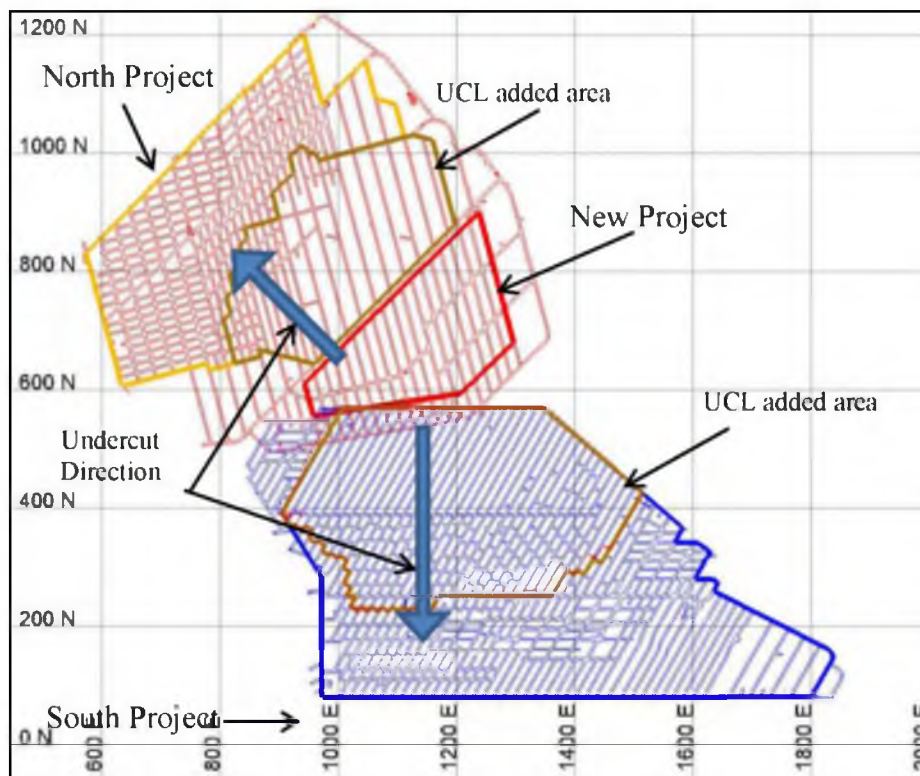 1200 N
North Project
UCL added area
1000 N
New Project
800 N
600 N
UCL added area
Undercut
Direction
400 N
200 N
South Project
0 N
600
1000 E
1200 E
1400 E
1600 E
1800 E